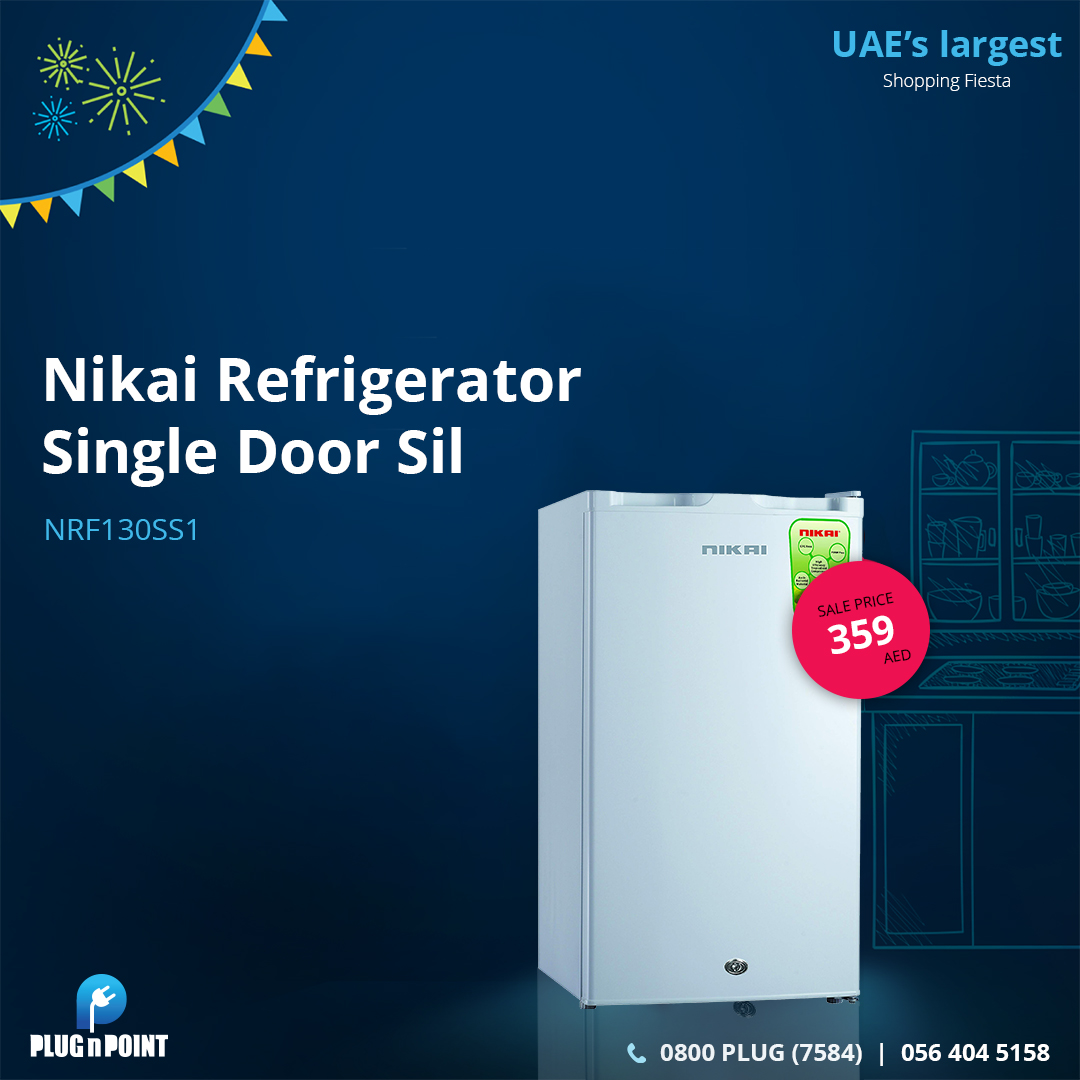 UAE's largest
Shopping Fiesta
Nikai Refrigerator
Single Door Sil
NRF130SS1
NIKAI
NIKAI
SALE PRICE
359
AED
PLUG n POINT
0800 PLUG (7584) | 056 404 5158